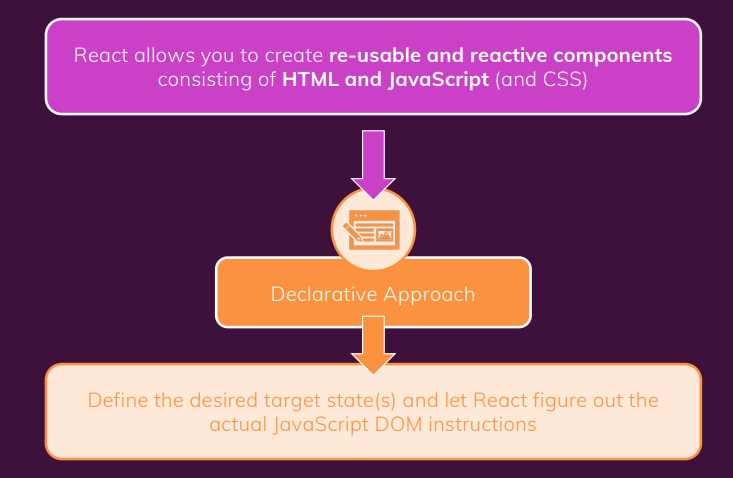 React allows you to create re-usable and reactive components
consisting of HTML and JavaScript (and CSS)
Declarative Approach
Define the desired target state(s) and let React figure out the
actual JavaScript DOM instructions